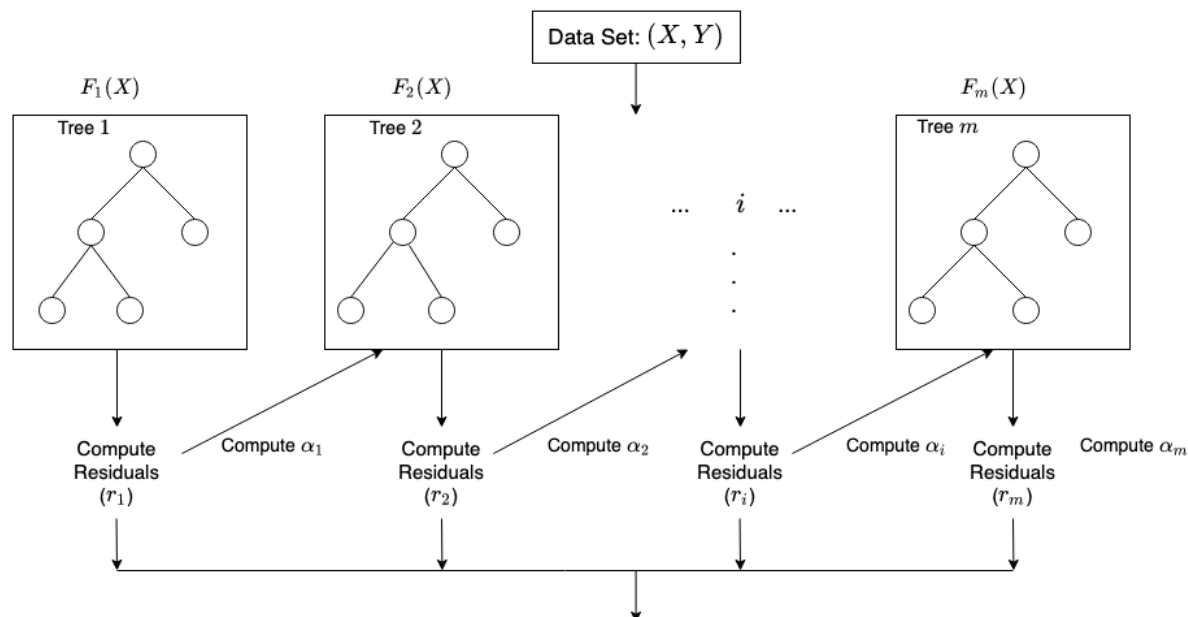 Data Set: (X, Y)
F₁(X)
F₂(X)
Fₘ(X)
Tree 1
Tree 2
Tree m
... i ...
.
.
.
Compute
Residuals
(r₁)
Compute α₁
Compute
Residuals
(r₂)
Compute α₂
Compute
Residuals
(rᵢ)
Compute αᵢ
Compute
Residuals
(rₘ)
Compute αₘ